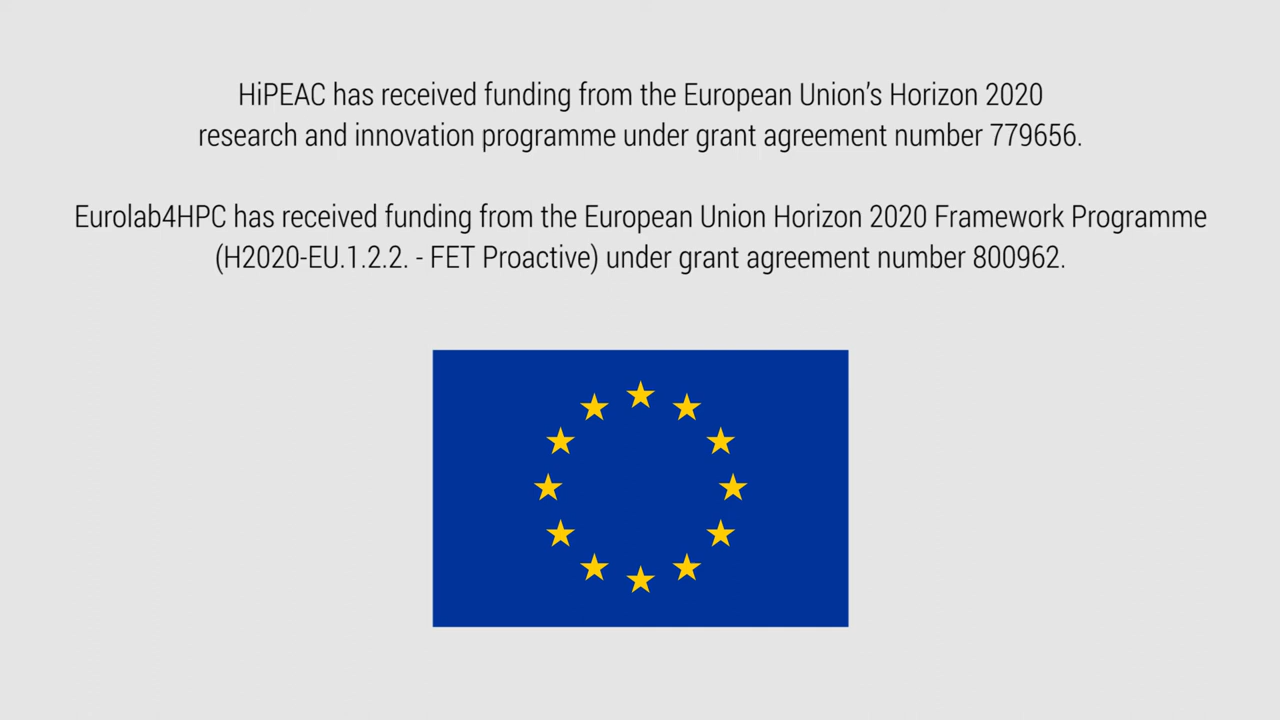 HiPEAC has received funding from the European Union’s Horizon 2020
research and innovation programme under grant agreement number 779656.
Eurolab4HPC has received funding from the European Union Horizon 2020 Framework Programme
(H2020-EU.1.2.2. - FET Proactive) under grant agreement number 800962.